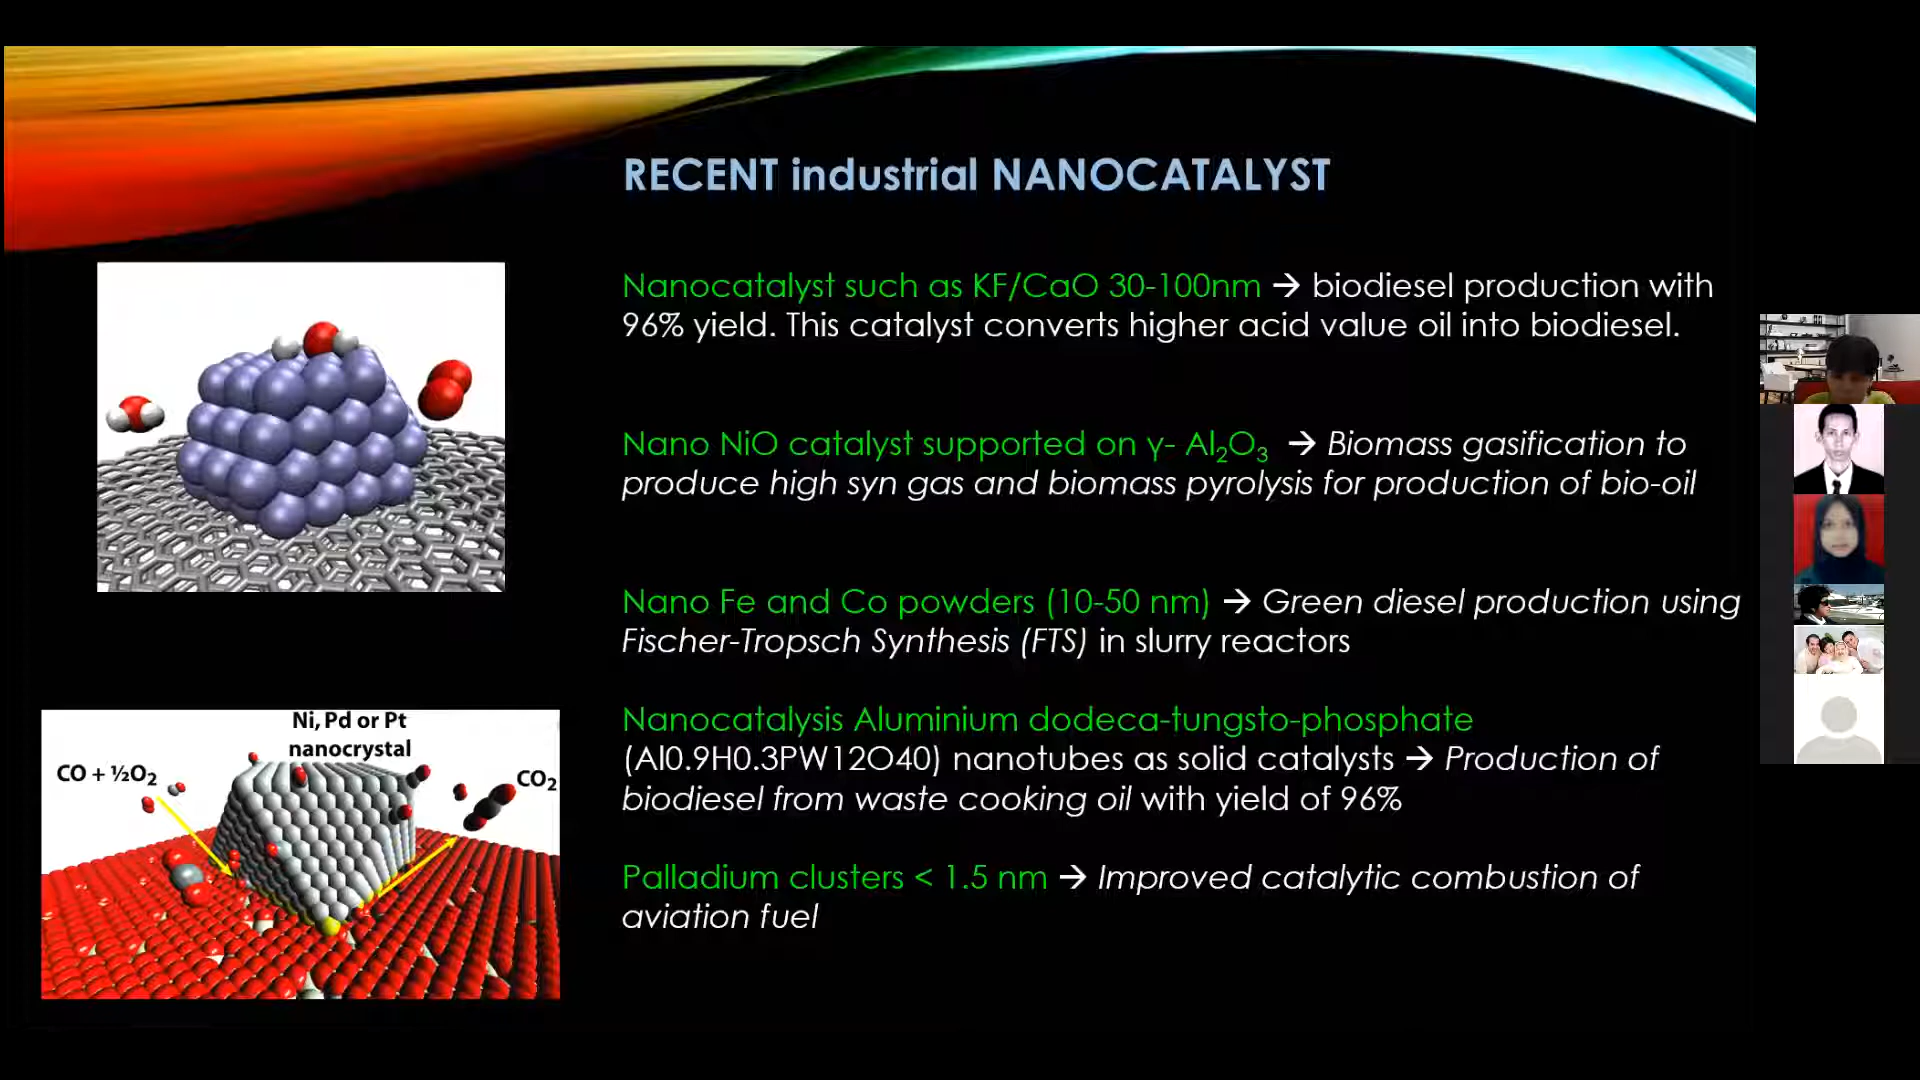 RECENT industrial NANOCATALYST
Nanocatalyst such as KF/CaO 30-100nm → biodiesel production with
96% yield. This catalyst converts higher acid value oil into biodiesel.
Nano NiO catalyst supported on γ- Al₂O₃ → Biomass gasification to
produce high syn gas and biomass pyrolysis for production of bio-oil
Nano Fe and Co powders (10-50 nm) → Green diesel production using
Fischer-Tropsch Synthesis (FTS) in slurry reactors
Nanocatalysis Aluminium dodeca-tungsto-phosphate
(Al0.9H0.3PW12O40) nanotubes as solid catalysts → Production of
biodiesel from waste cooking oil with yield of 96%
Palladium clusters < 1.5 nm → Improved catalytic combustion of
aviation fuel
Ni, Pd or Pt
nanocrystal
CO + ½O₂
CO₂